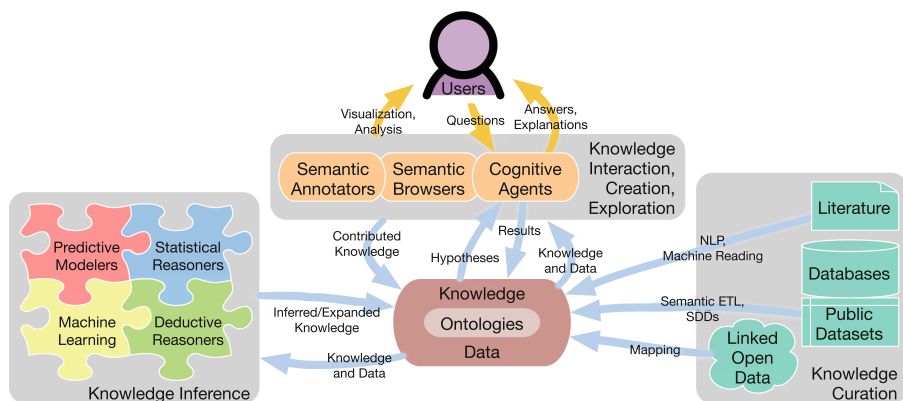 Users
Visualization,
Analysis
Questions
Answers,
Explanations
Semantic
Annotators
Semantic
Browsers
Cognitive
Agents
Knowledge
Interaction,
Creation,
Exploration
Predictive
Modelers
Statistical
Reasoners
Machine
Learning
Deductive
Reasoners
Knowledge Inference
Contributed
Knowledge
Hypotheses
Results
Knowledge
and Data
Inferred/Expanded
Knowledge
Knowledge
and Data
Knowledge
Ontologies
Data
NLP,
Machine Reading
Semantic ETL,
SDDs
Mapping
Literature
Databases
Public
Datasets
Linked
Open
Data
Knowledge
Curation